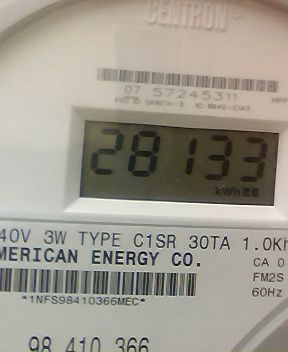 CENTRON
07 57245311
28133
kWh
40V 3W TYPE C1SR 30TA 1.0Kh
MERICAN ENERGY CO.
CA 0
FM2S
60Hz
*1NFS98410366MEC*
98 410 366